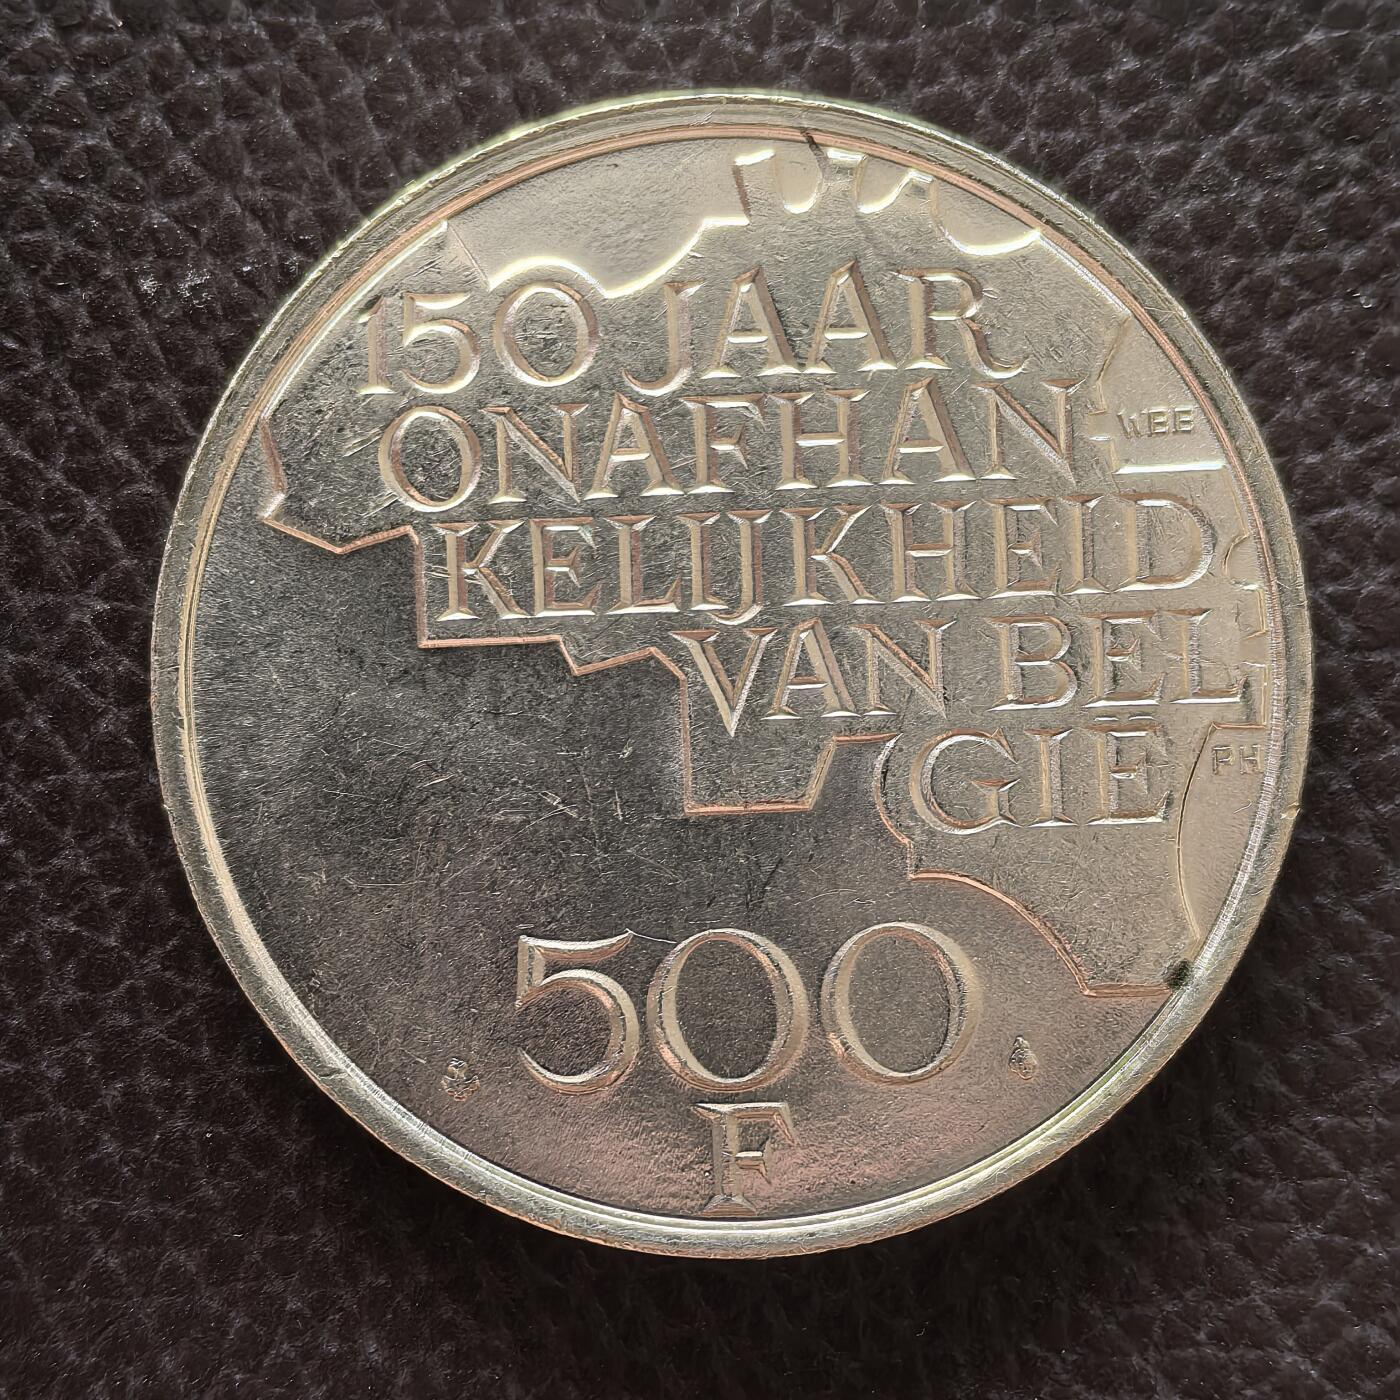 150 JAAR
ONAFHAN
WEE
KELIJKHEID
VAN BEL
GIË
PH
500
F